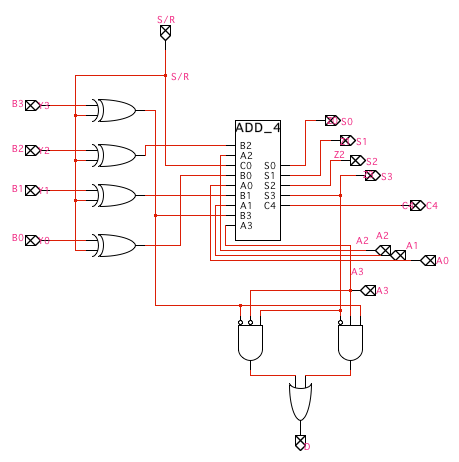 S/R
S/R
B3 Y3
ADD_4
S0
S1
B2 Y2
B2
A2
Z2 S2
C0 S0
S3
B0 S1
B1 Y1
A0 S2
B1 S3
A1 C4
C4 C4
B3
A3
B0 Y0
A2 A2
A1
A0
A3
A3
D